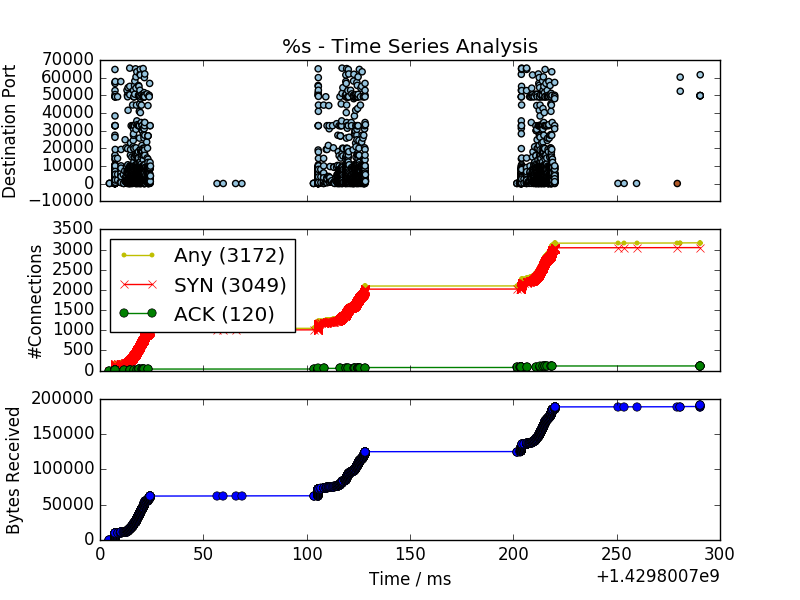 %s - Time Series Analysis
Destination Port
70000
60000
50000
40000
30000
20000
10000
0
−10000
#Connections
3500
3000
2500
2000
1500
1000
500
0
Any (3172)
SYN (3049)
ACK (120)
Bytes Received
200000
150000
100000
50000
0
0 50 100 150 200 250 300
Time / ms
+1.4298007e9